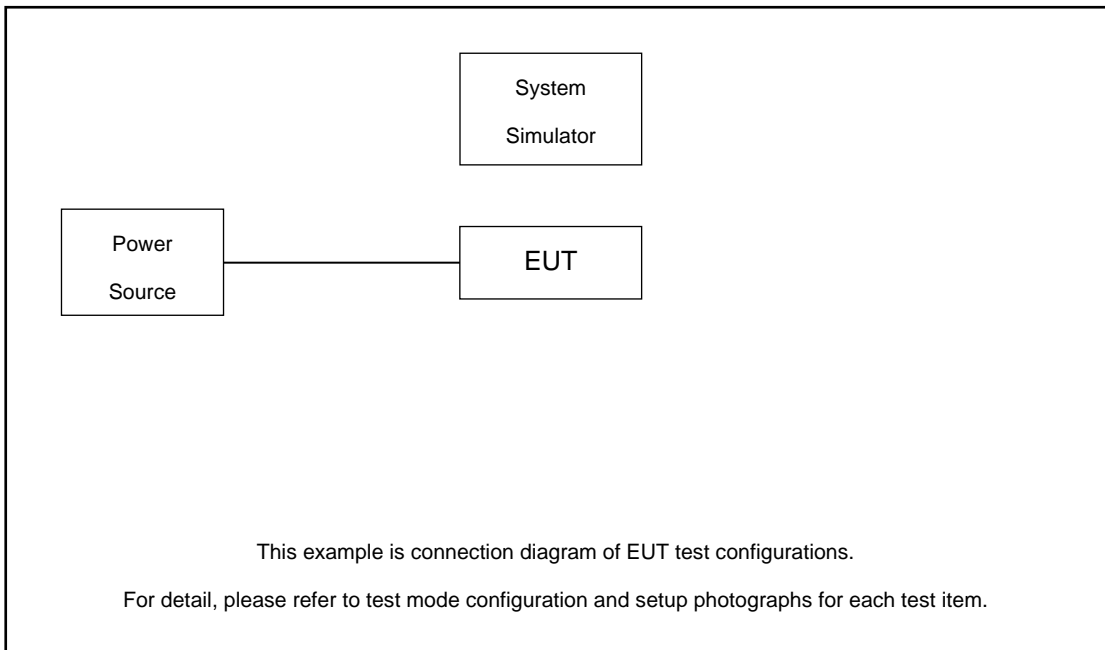 System
Simulator
Power
Source
EUT
This example is connection diagram of EUT test configurations.
For detail, please refer to test mode configuration and setup photographs for each test item.